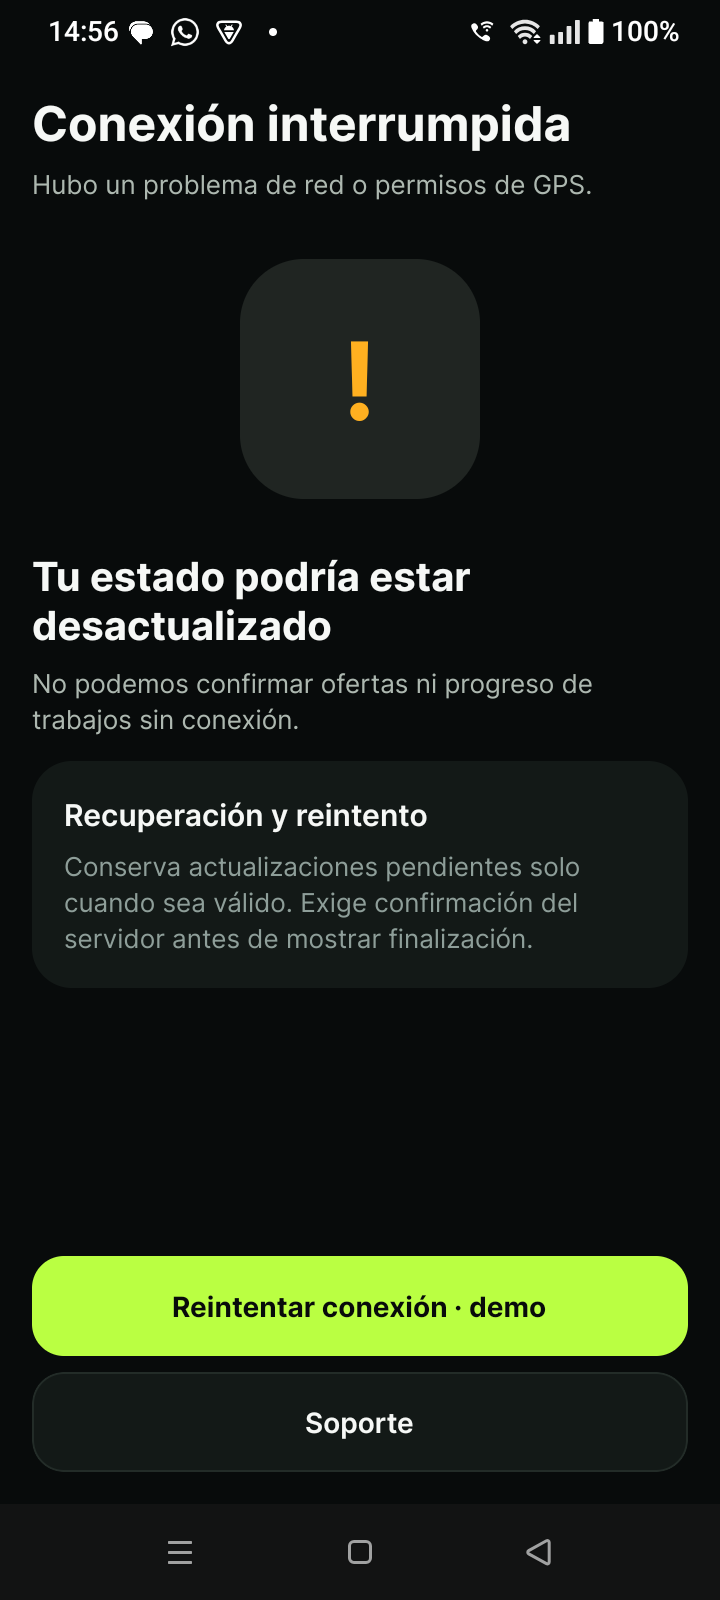 14:56
100%
Conexión interrumpida
Hubo un problema de red o permisos de GPS.
!
Tu estado podría estar
desactualizado
No podemos confirmar ofertas ni progreso de
trabajos sin conexión.
Recuperación y reintento
Conserva actualizaciones pendientes solo
cuando sea válido. Exige confirmación del
servidor antes de mostrar finalización.
Reintentar conexión · demo
Soporte